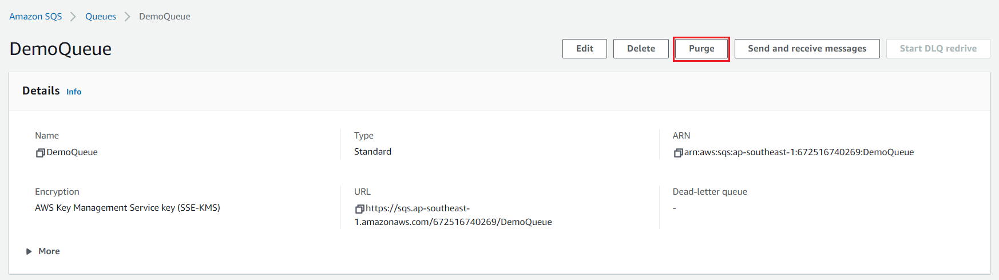 Amazon SQS > Queues > DemoQueue
DemoQueue
Edit Delete Purge Send and receive messages Start DLQ redrive
Details Info
Name
DemoQueue
Type
Standard
ARN
arn:aws:sqs:ap-southeast-1:672516740269:DemoQueue
Encryption
AWS Key Management Service key (SSE-KMS)
URL
https://sqs.ap-southeast-
1.amazonaws.com/672516740269/DemoQueue
Dead-letter queue
-
More